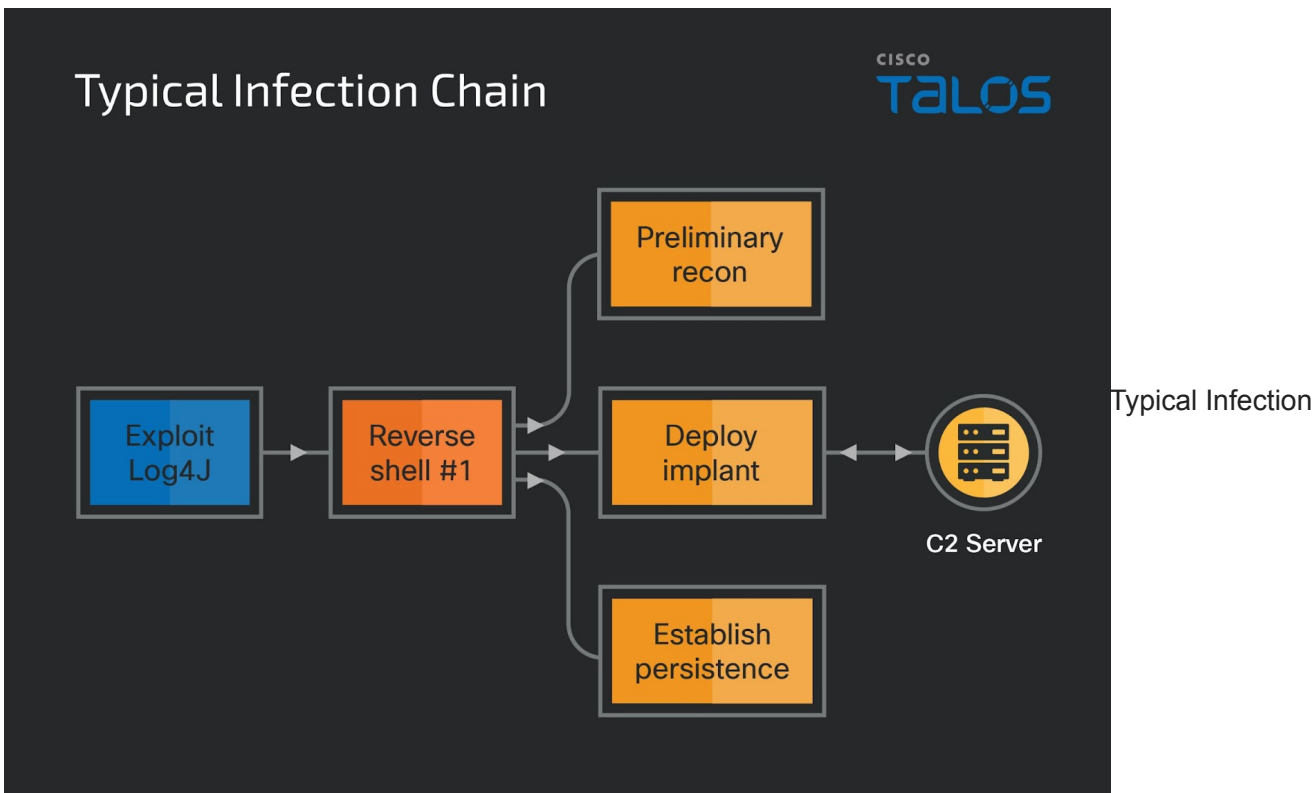 Typical Infection Chain
CISCO
TALOS
Preliminary
recon
Exploit
Log4J
Reverse
shell #1
Deploy
implant
C2 Server
Typical Infection
Establish
persistence